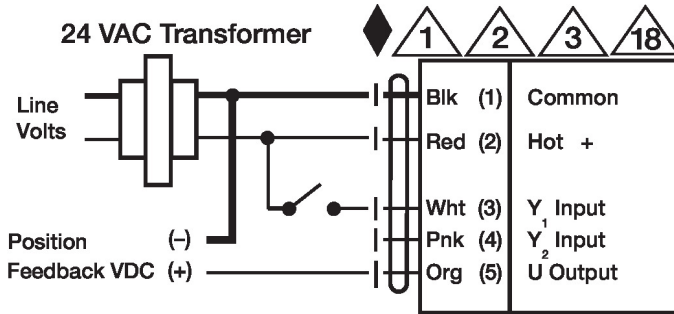 24 VAC Transformer
1 2 3 18
Line
Volts
Blk (1) Common
Red (2) Hot +
Wht (3) Y1 Input
Pnk (4) Y2 Input
Org (5) U Output
Position (–)
Feedback VDC (+)